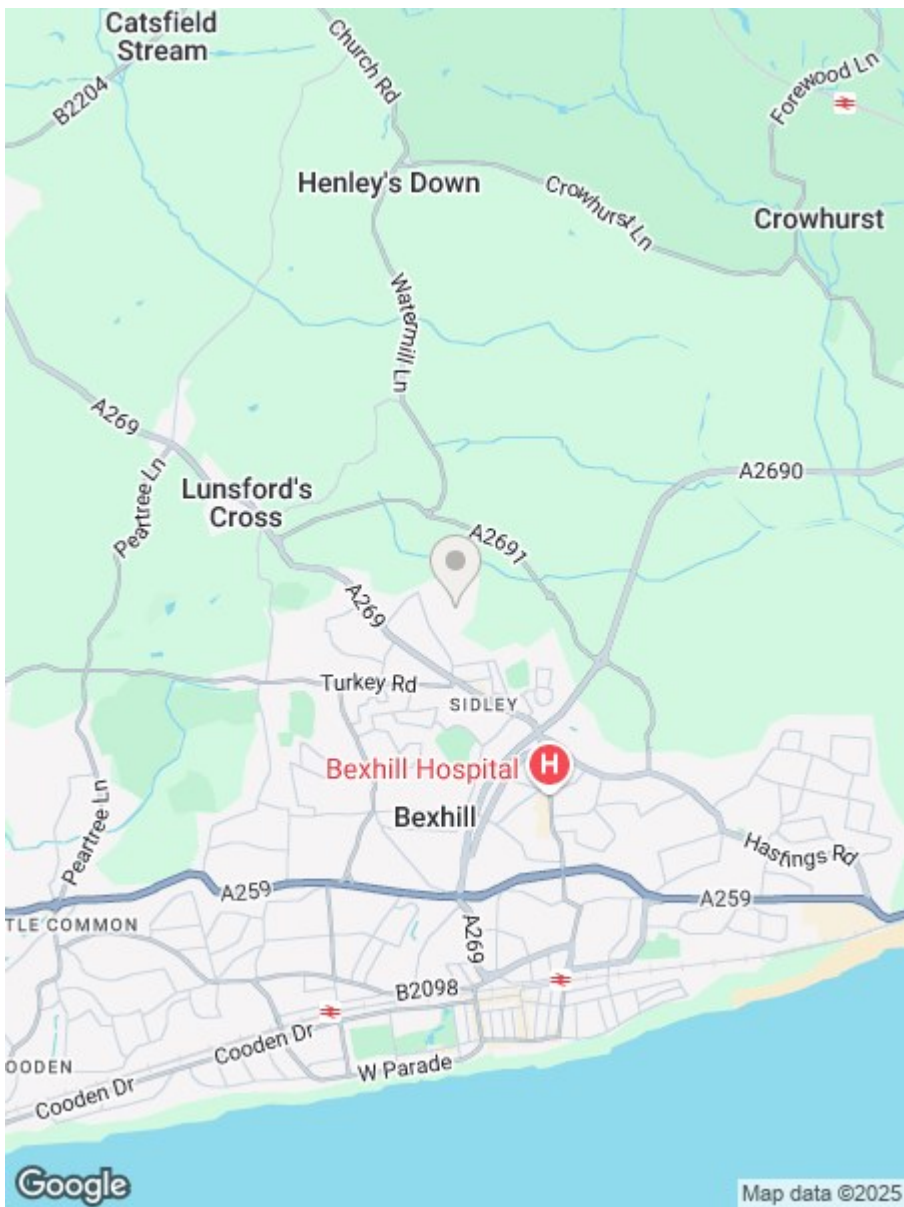 Catsfield
Stream
Church Rd
Forewood Ln
B2204
Henley's Down
Crowhurst Ln
Crowhurst
Watermill Ln
A269
A2690
Peartree Ln
Lunsford's
Cross
A2691
A269
Turkey Rd
SIDLEY
Bexhill Hospital
H
Bexhill
Peartree Ln
Hastings Rd
A259
A259
TLE COMMON
A269
B2098
Cooden Dr
OODEN
W Parade
Cooden Dr
Google
Map data ©2025